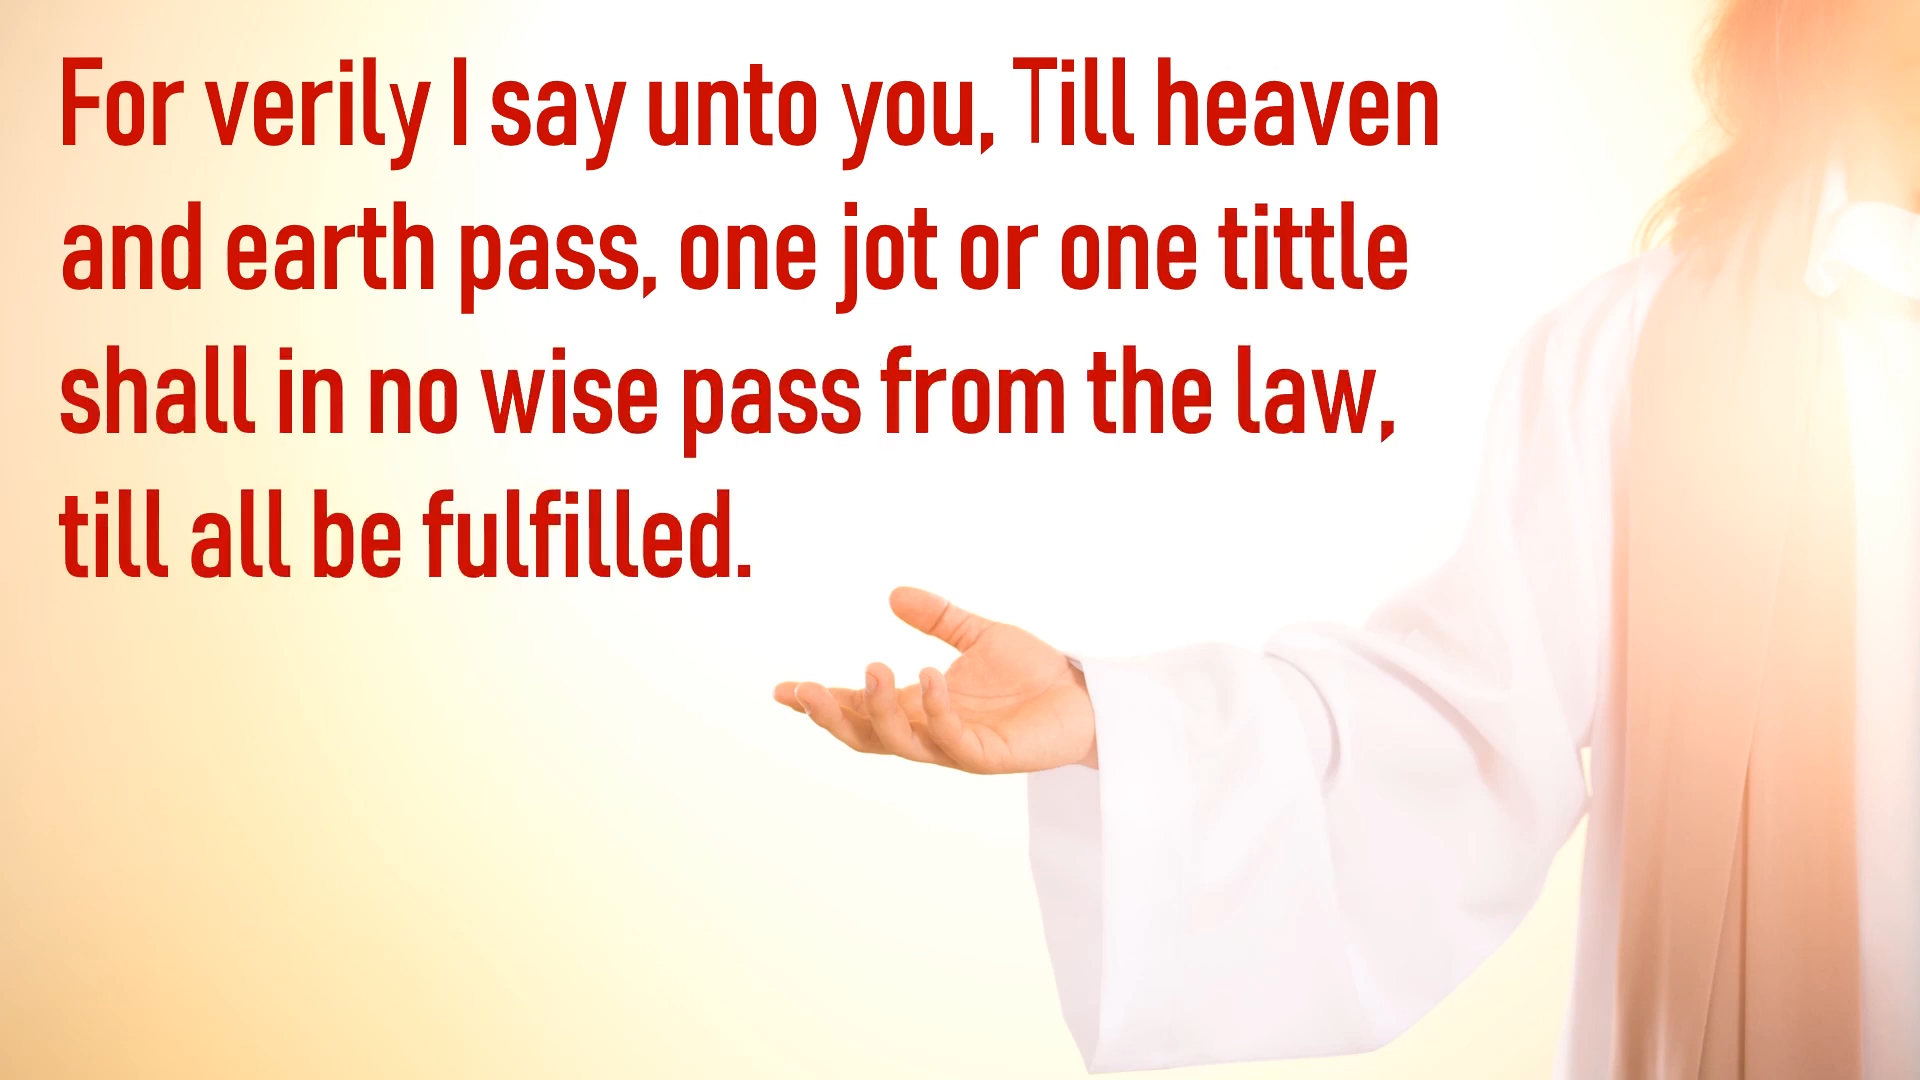 For verily I say unto you, Till heaven
and earth pass, one jot or one tittle
shall in no wise pass from the law,
till all be fulfilled.